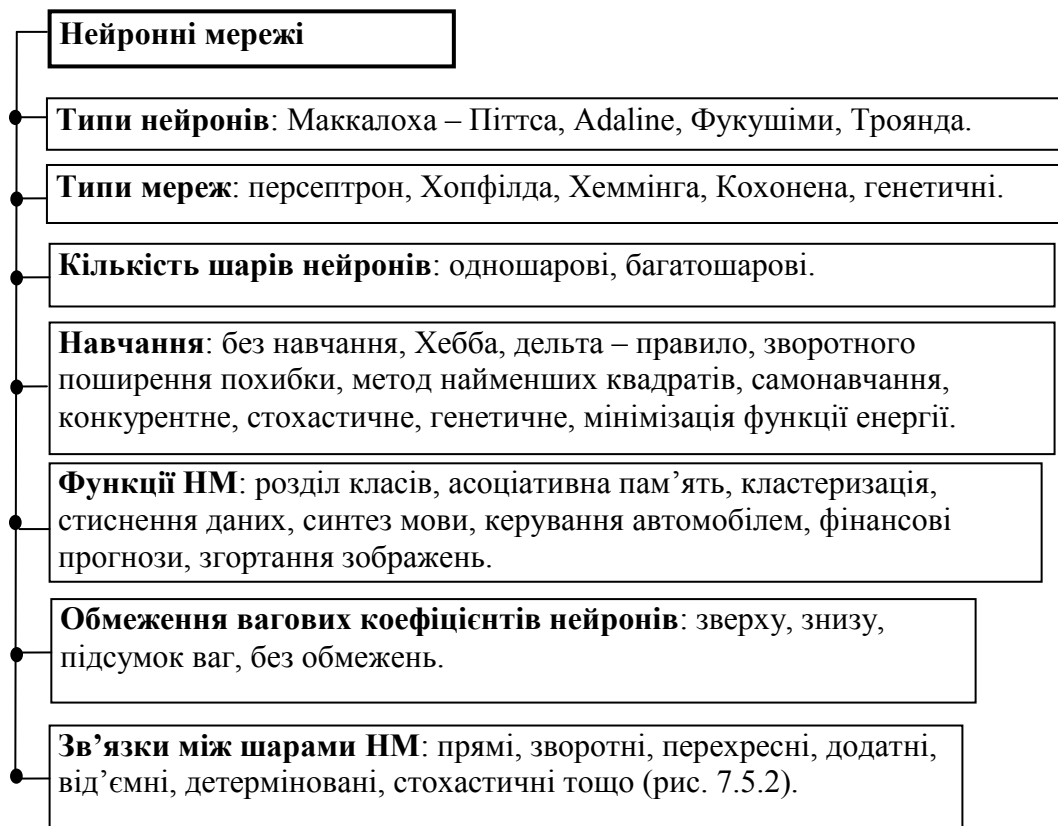 Нейронні мережі
Типи нейронів: Маккалоха – Піттса, Adaline, Фукушіми, Троянда.
Типи мереж: персептрон, Хопфілда, Хеммінга, Кохонена, генетичні.
Кількість шарів нейронів: одношарові, багатошарові.
Навчання: без навчання, Хебба, дельта – правило, зворотного
поширення похибки, метод найменших квадратів, самонавчання,
конкурентне, стохастичне, генетичне, мінімізація функції енергії.
Функції НМ: розділ класів, асоціативна пам’ять, кластеризація,
стиснення даних, синтез мови, керування автомобілем, фінансові
прогнози, згортання зображень.
Обмеження вагових коефіцієнтів нейронів: зверху, знизу,
підсумок ваг, без обмежень.
Зв’язки між шарами НМ: прямі, зворотні, перехресні, додатні,
від’ємні, детерміновані, стохастичні тощо (рис. 7.5.2).